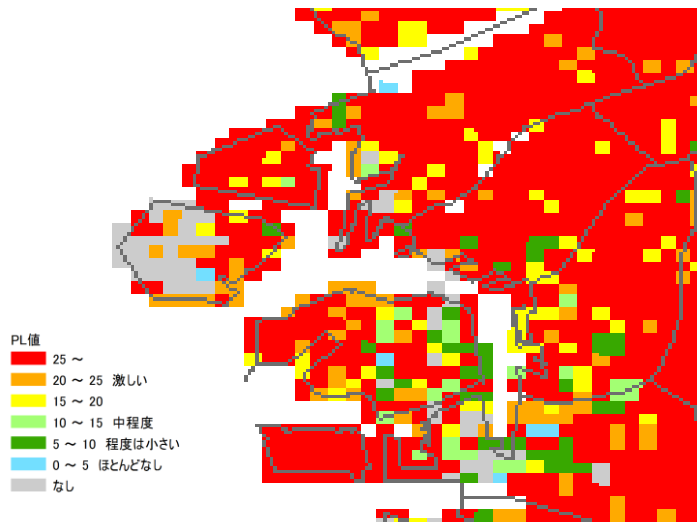 PL値
25 ～
20 ～ 25 激しい
15 ～ 20
10 ～ 15 中程度
5 ～ 10 程度は小さい
0 ～ 5 ほとんどなし
なし